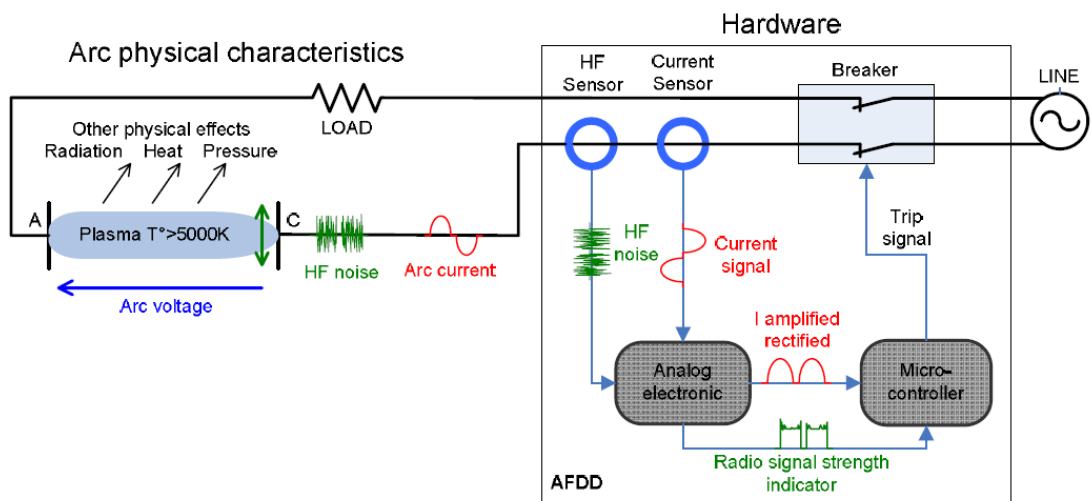 Hardware
Arc physical characteristics
HF
Sensor
Current
Sensor
Breaker
LINE
LOAD
Other physical effects
Radiation
Heat
Pressure
A
Plasma T°>5000K
C
HF noise
Arc current
Arc voltage
HF
noise
Current
signal
Trip
signal
I amplified
rectified
Analog
electronic
Micro-
controller
Radio signal strength
indicator
AFDD